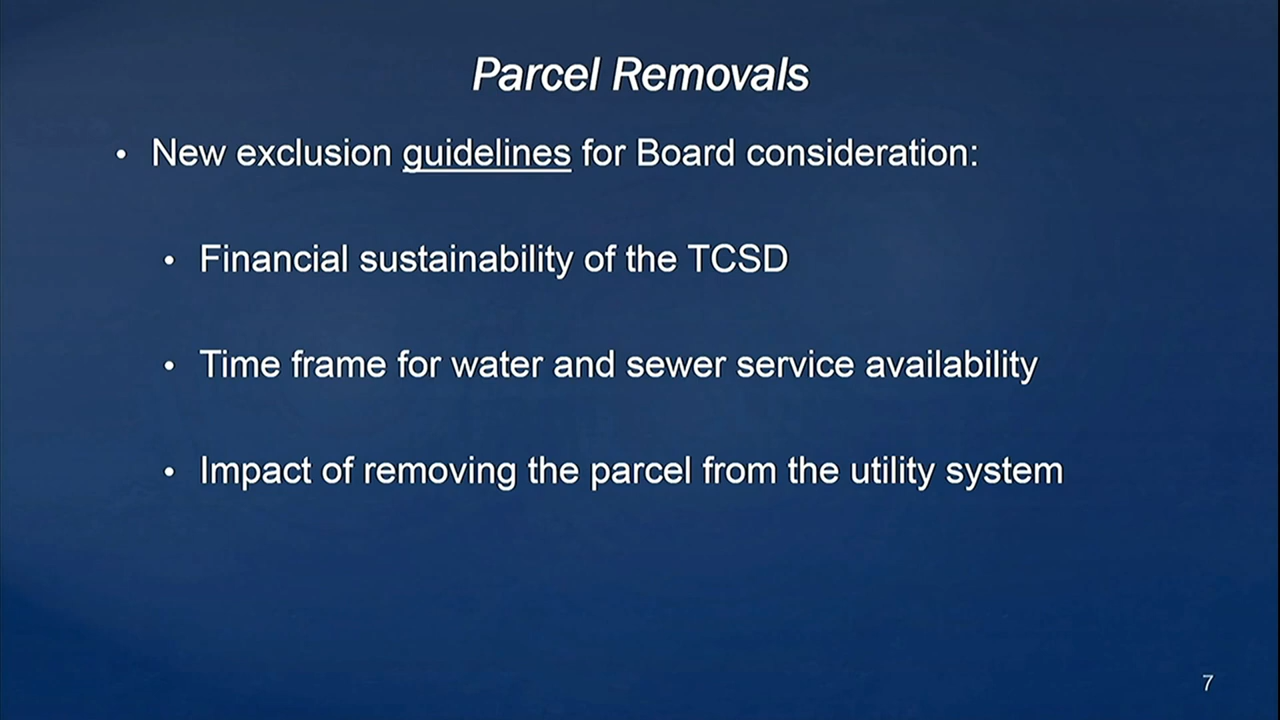 Parcel Removals
• New exclusion guidelines for Board consideration:
• Financial sustainability of the TCSD
• Time frame for water and sewer service availability
• Impact of removing the parcel from the utility system
7